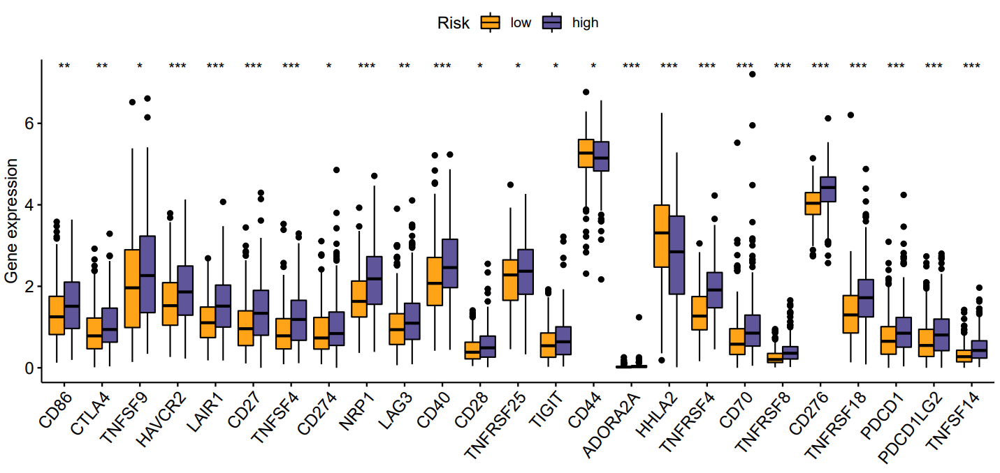 Risk low high
** ** * *** *** *** *** * *** ** *** * * * * *** *** *** *** *** *** *** *** *** ***
Gene expression
6
4
2
0
CD86 CTLA4 TNFSF9 HAVCR2 LAIR1 CD27 TNFSF4 CD274 NRP1 LAG3 CD40 CD28 TNFRSF25 TIGIT CD44 ADORA2A HHLA2 TNFRSF4 CD70 TNFRSF8 CD276 TNFRSF18 PDCD1 PDCD1LG2 TNFSF14